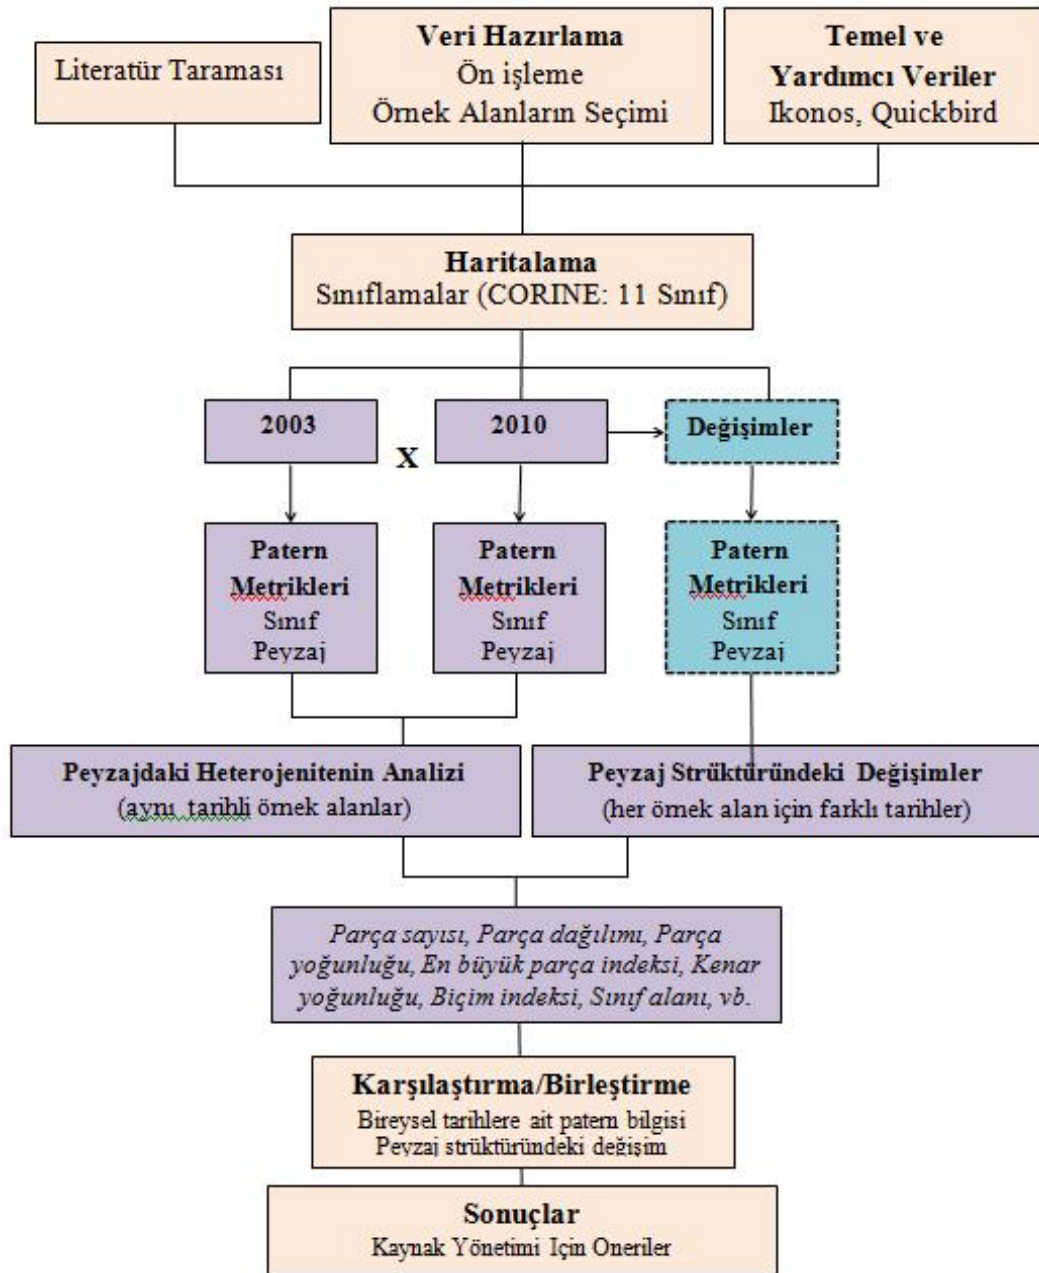 Literatür Taraması
Veri Hazırlama
Ön işleme
Örnek Alanların Seçimi
Temel ve
Yardımcı Veriler
Ikonos, Quickbird
Haritalama
Sınıflamalar (CORINE: 11 Sınıf)
2003
X
2010
Değişimler
Patern
Metrikleri
Sınıf
Peyzaj
Patern
Metrikleri
Sınıf
Peyzaj
Patern
Metrikleri
Sınıf
Peyzaj
Peyzajdaki Heterojenitenin Analizi
(aynı tarihli örnek alanlar)
Peyzaj Strüktüründeki Değişimler
(her örnek alan için farklı tarihler)
Parça sayısı, Parça dağılımı, Parça
yoğunluğu, En büyük parça indeksi, Kenar
yoğunluğu, Biçim indeksi, Sınıf alanı, vb.
Karşılaştırma/Birleştirme
Bireysel tarihlere ait patern bilgisi
Peyzaj strüktüründeki değişim
Sonuçlar
Kaynak Yönetimi Için Oneriler